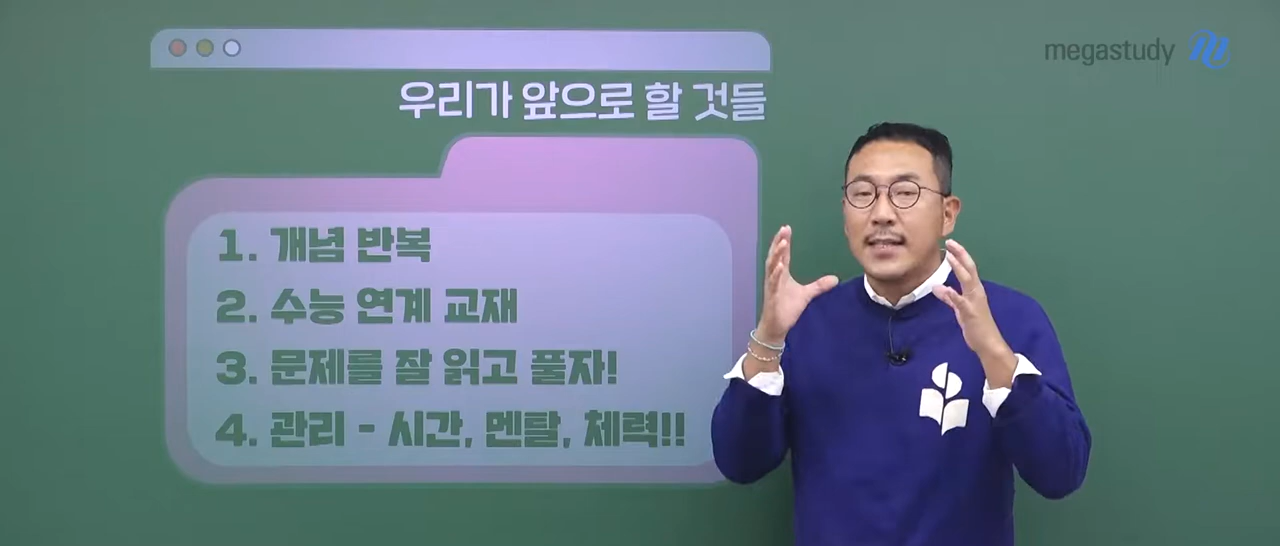 megastudy
우리가 앞으로 할 것들
1. 개념 반복
2. 수능 연계 교재
3. 문제를 잘 읽고 풀자!
4. 관리 - 시간, 멘탈, 체력!!